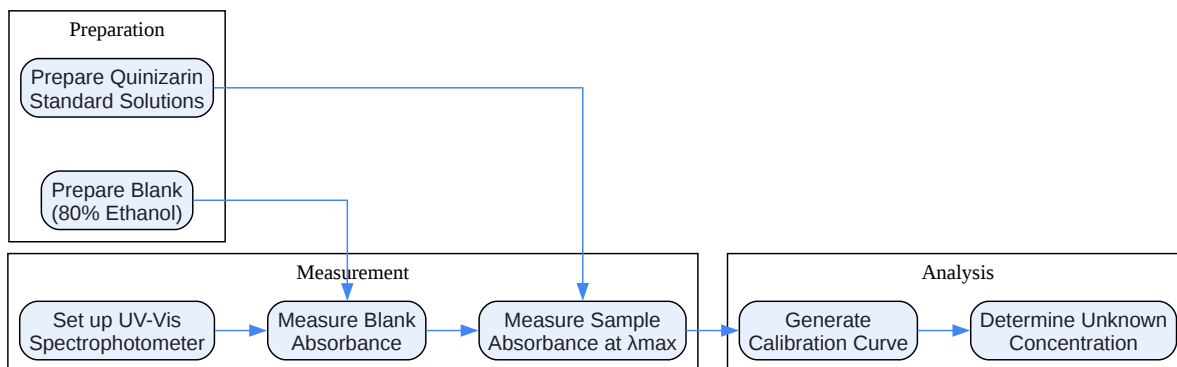 Preparation
Prepare Quinizarin
Standard Solutions
Prepare Blank
(80% Ethanol)
Measurement
Set up UV-Vis
Spectrophotometer
Measure Blank
Absorbance
Measure Sample
Absorbance at λmax
Analysis
Generate
Calibration Curve
Determine Unknown
Concentration